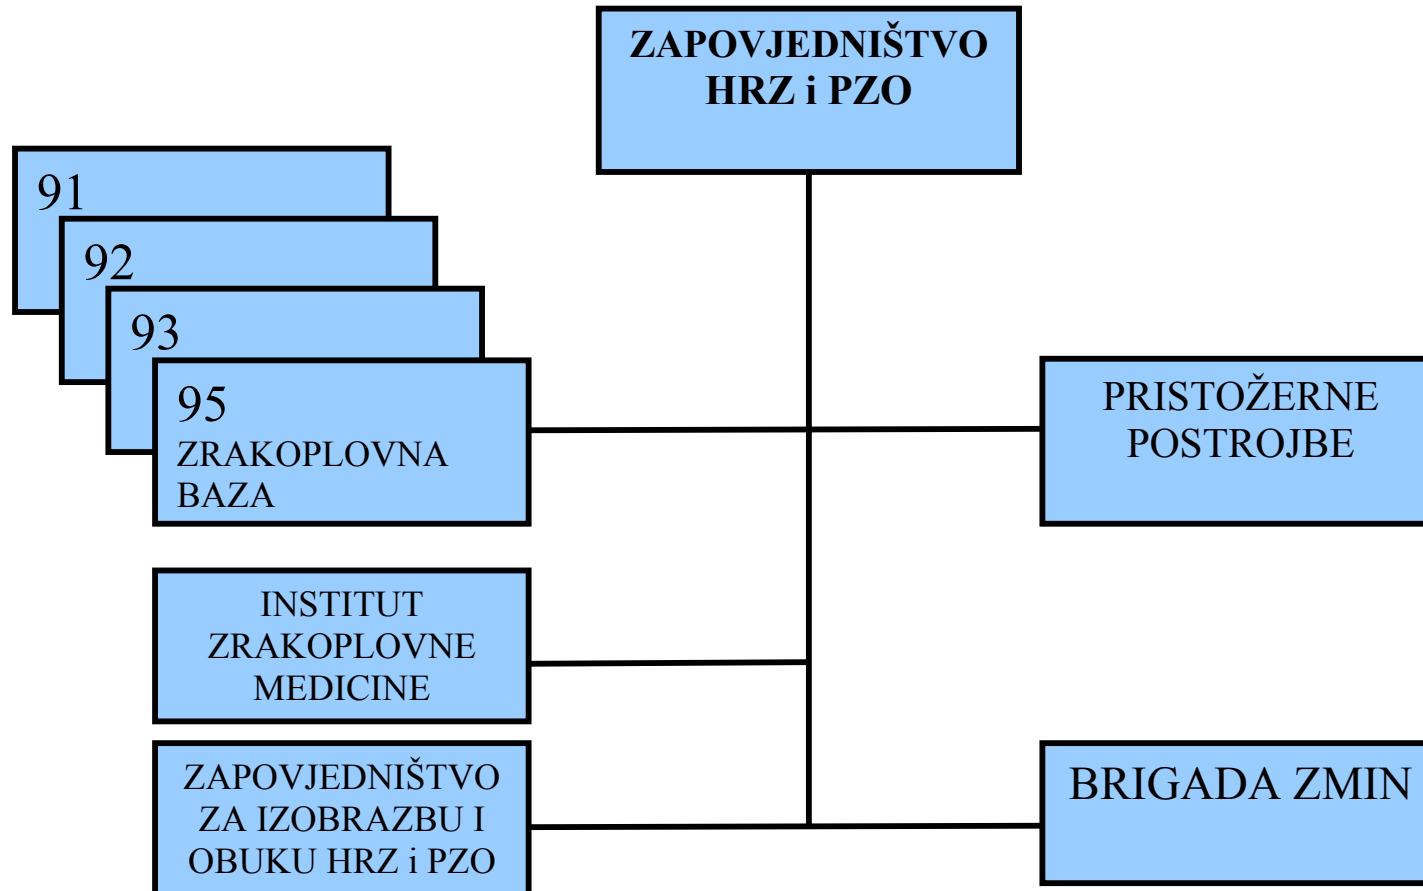 ZAPOVJEDNIŠTVO
HRZ i PZO
91
92
93
95
ZRAKOPLOVNA
BAZA
PRISTOŽERNE
POSTROJBE
INSTITUT
ZRAKOPLOVNE
MEDICINE
ZAPOVJEDNIŠTVO
ZA IZOBRAZBU I
OBUKU HRZ i PZO
BRIGADA ZMIN